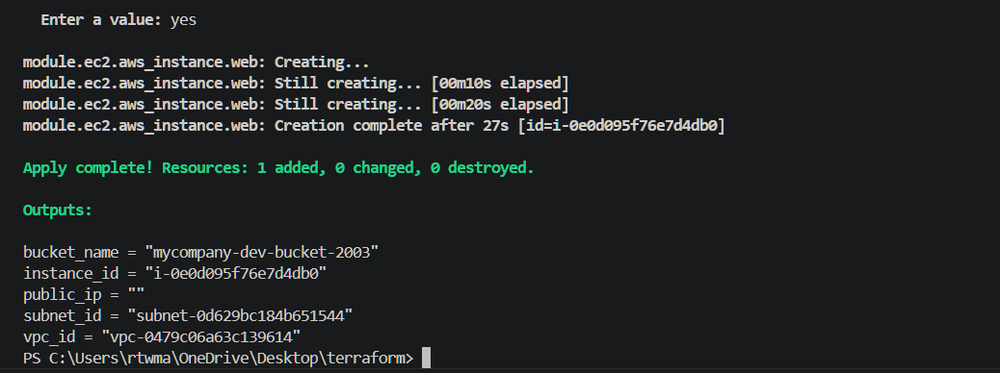 Enter a value: yes
module.ec2.aws_instance.web: Creating...
module.ec2.aws_instance.web: Still creating... [00m10s elapsed]
module.ec2.aws_instance.web: Still creating... [00m20s elapsed]
module.ec2.aws_instance.web: Creation complete after 27s [id=i-0e0d095f76e7d4db0]
Apply complete! Resources: 1 added, 0 changed, 0 destroyed.
Outputs:
bucket_name = "mycompany-dev-bucket-2003"
instance_id = "i-0e0d095f76e7d4db0"
public_ip = ""
subnet_id = "subnet-0d629bc184b651544"
vpc_id = "vpc-0479c06a63c139614"
PS C:\Users\rtwma\OneDrive\Desktop\terraform>